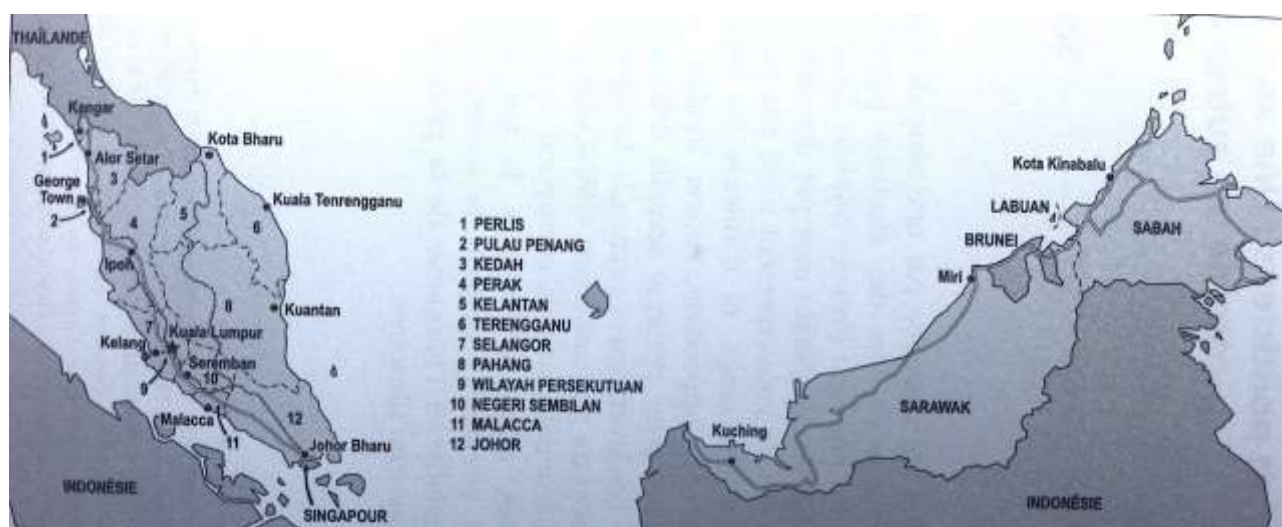 THAÏLANDE
Kangar
1
Alor Setar
3
George
Town
2
Kota Bharu
Kuala Tenrengganu
5
6
4
Ipoh
8
Kuantan
7
Kuala Lumpur
Kelang
Seremban
9
10
Malacca
11
12
Johor Bharu
INDONÉSIE
SINGAPOUR
1 PERLIS
2 PULAU PENANG
3 KEDAH
4 PERAK
5 KELANTAN
6 TERENGGANU
7 SELANGOR
8 PAHANG
9 WILAYAH PERSEKUTUAN
10 NEGERI SEMBILAN
11 MALACCA
12 JOHOR
Kota Kinabalu
LABUAN
BRUNEI
SABAH
Miri
SARAWAK
Kuching
INDONÉSIE